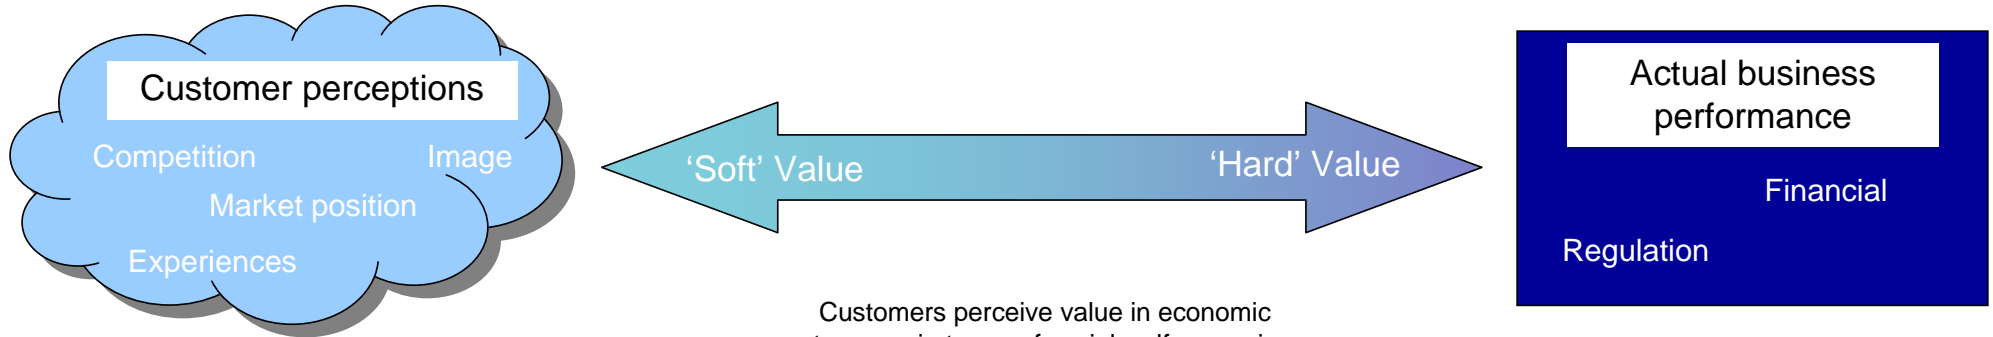 Customer perceptions
Competition
Image
Market position
Experiences
‘Soft’ Value
‘Hard’ Value
Customers perceive value in economic
Actual business
performance
Financial
Regulation